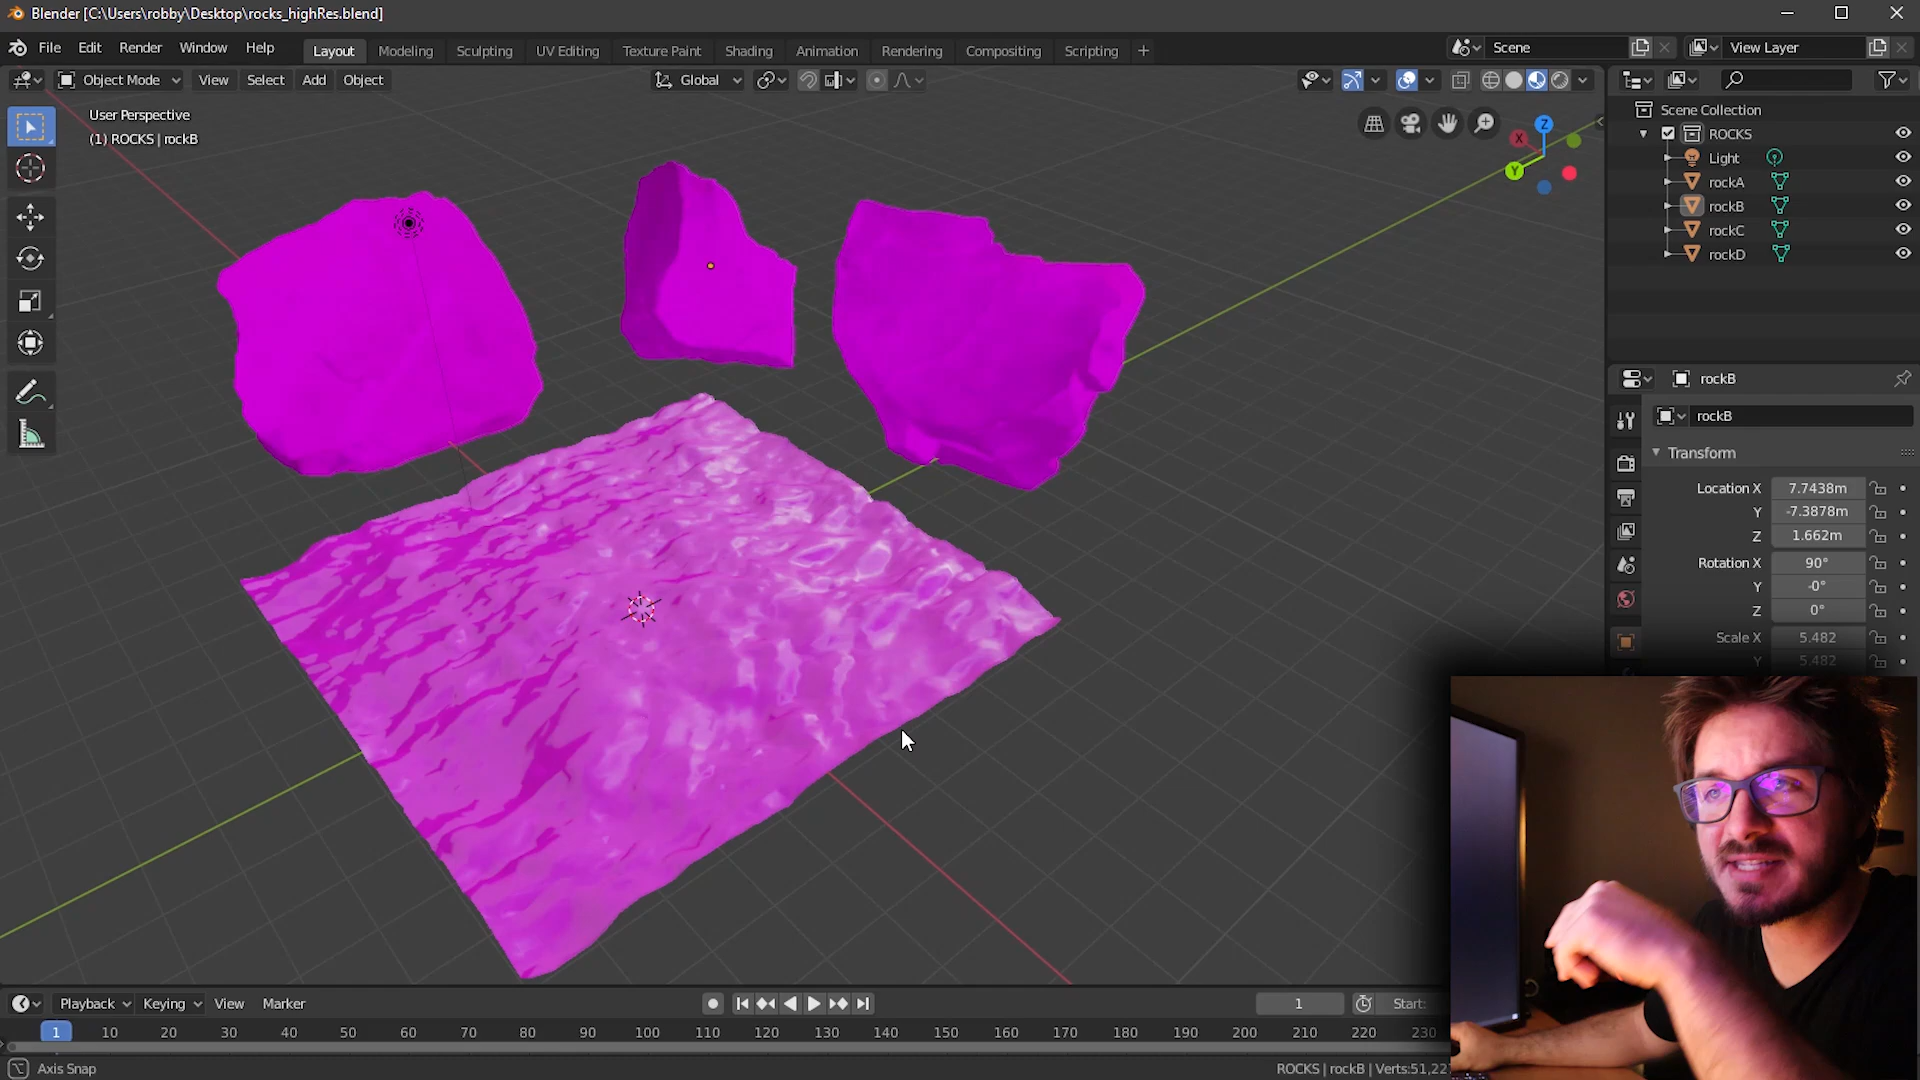 Blender [C:\Users\robby\Desktop\rocks_highRes.blend]
File Edit Render Window Help Layout Modeling Sculpting UV Editing Texture Paint Shading Animation Rendering Compositing Scripting + Scene View Layer
Object Mode View Select Add Object Global
User Perspective
(1) ROCKS | rockB
Z
X
Y
Scene Collection
ROCKS
Light
rockA
rockB
rockC
rockD
rockB
rockB
Transform
Location X 7.7438m
Y -7.3878m
Z 1.662m
Rotation X 90°
Y -0°
Z 0°
Scale X 5.482
Y 5.482
Playback Keying View Marker 1 Start:
1 10 20 30 40 50 60 70 80 90 100 110 120 130 140 150 160 170 180 190 200 210 220 230
Axis Snap ROCKS | rockB | Verts:51,22